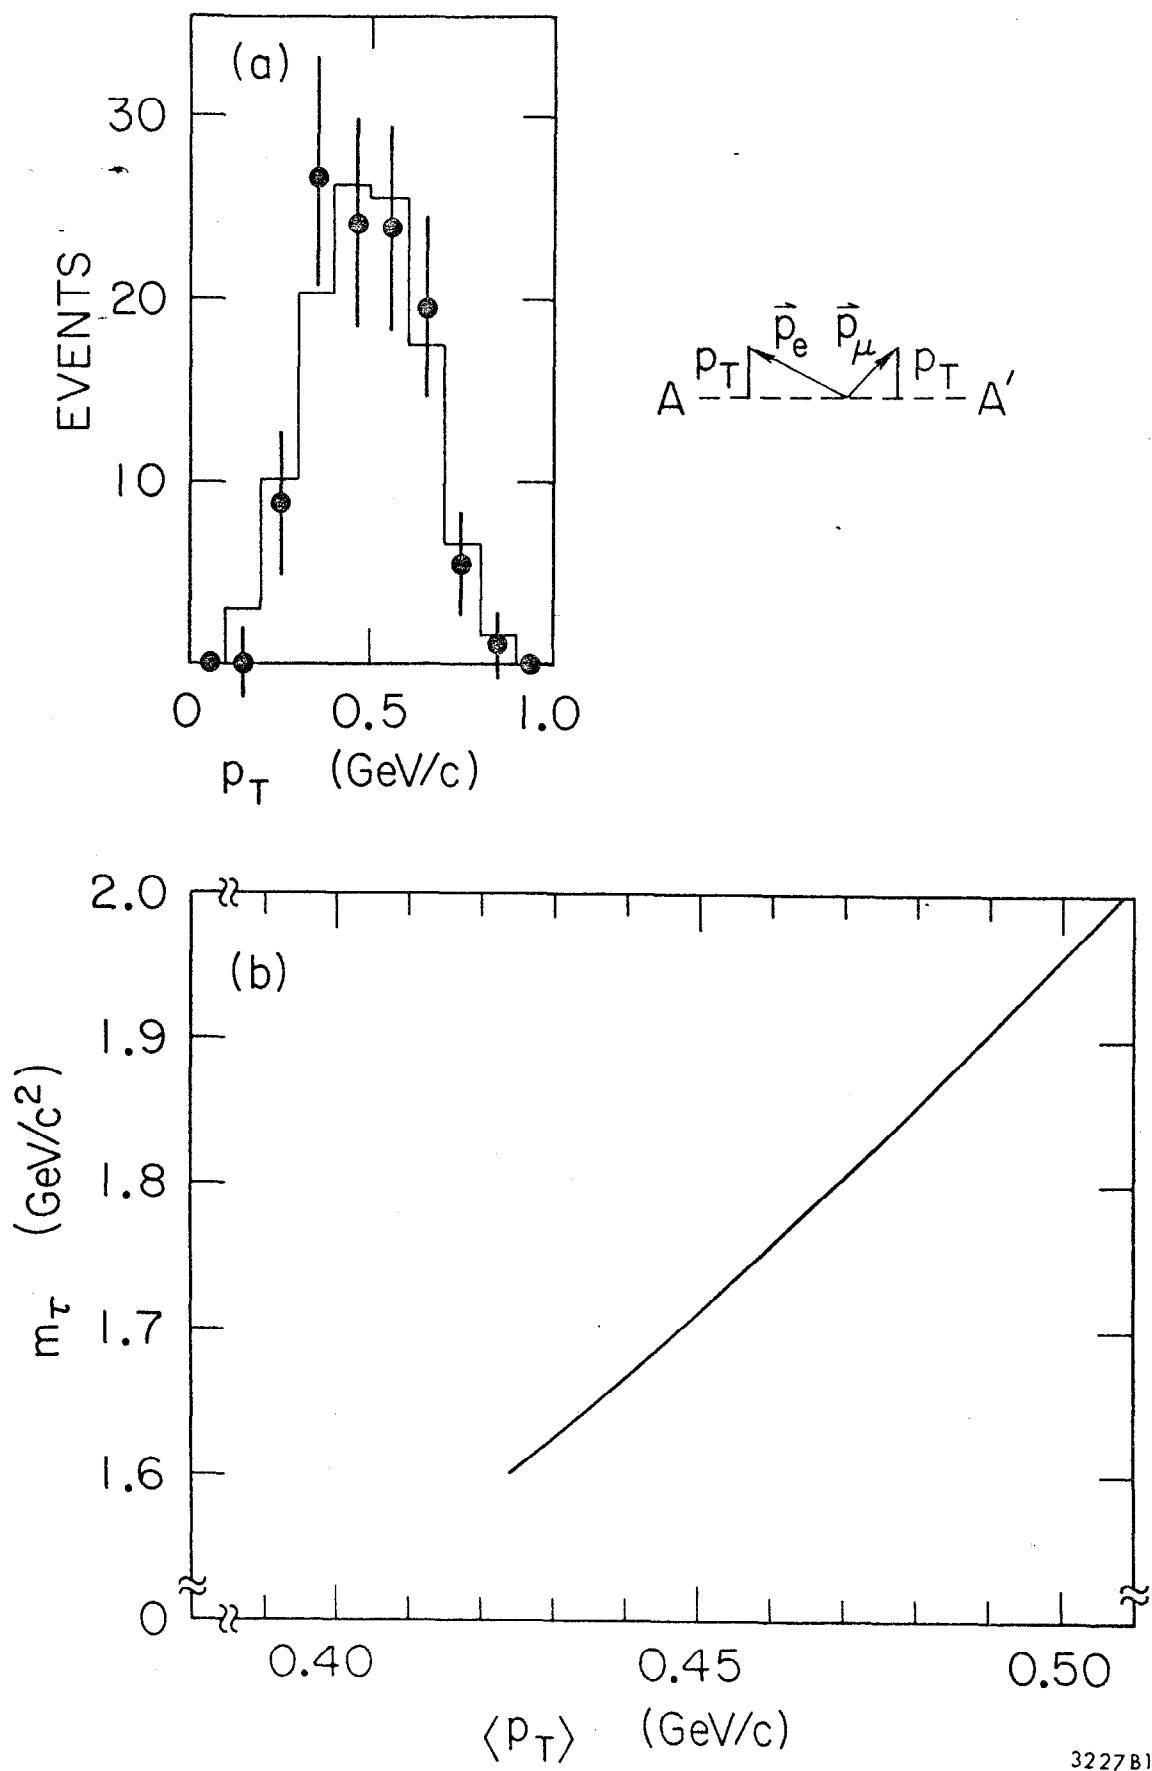 (a)
30
20
10
EVENTS
0 0.5 1.0
p_T (GeV/c)
p⃗_e p⃗_μ
p_T p_T
A A′
2.0
(b)
1.9
1.8
1.7
1.6
0
m_τ (GeV/c²)
0.40 0.45 0.50
⟨p_T⟩ (GeV/c)
3227B1